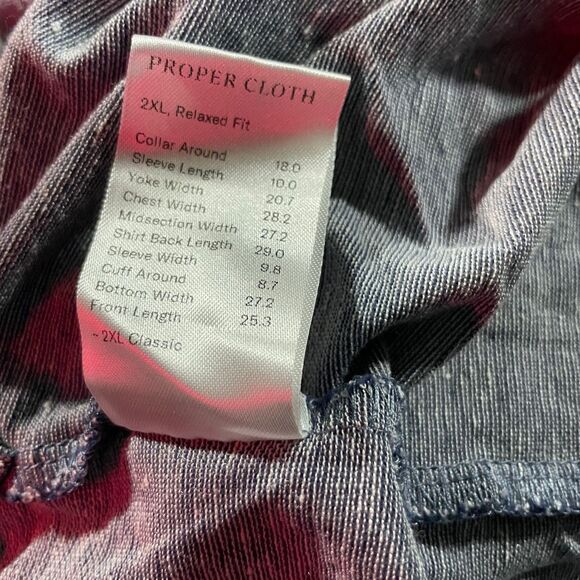 PROPER CLOTH
2XL, Relaxed Fit
Collar Around 18.0
Sleeve Length 10.0
Yoke Width 20.7
Chest Width 28.2
Midsection Width 27.2
Shirt Back Length 29.0
Sleeve Width 9.8
Cuff Around 8.7
Bottom Width 27.2
Front Length 25.3
~2XL Classic